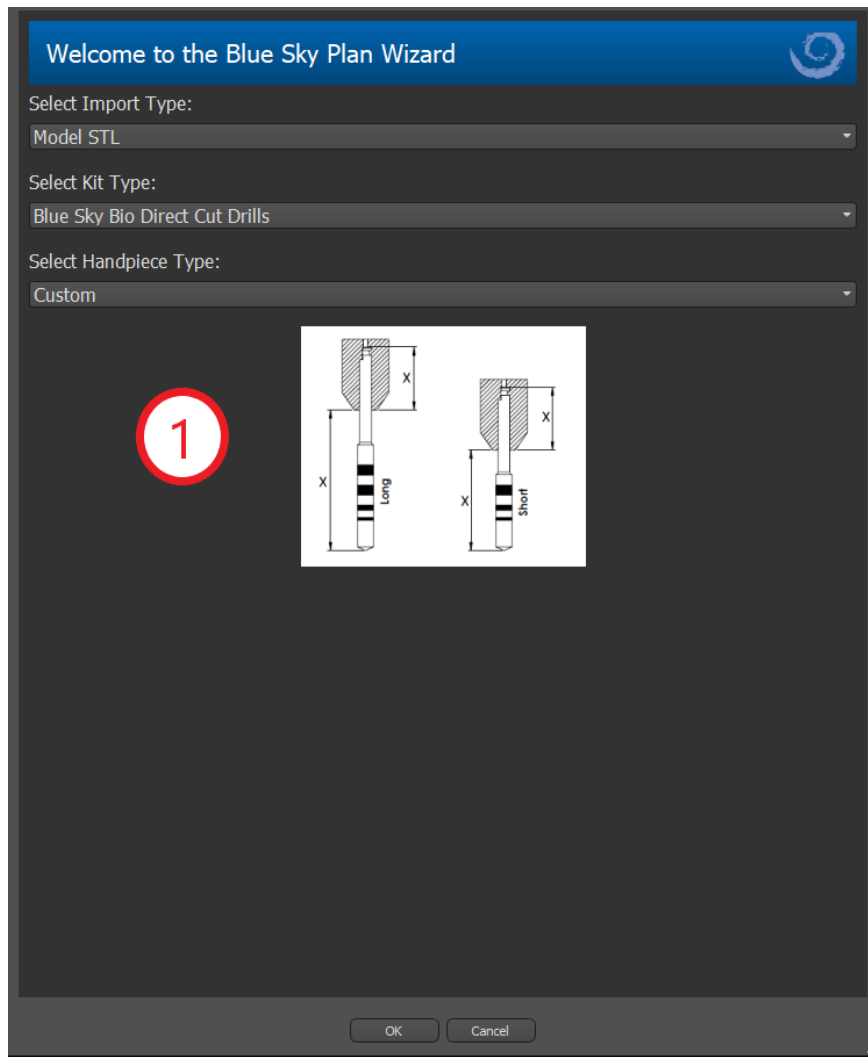 Welcome to the Blue Sky Plan Wizard
Select Import Type:
Model STL
Select Kit Type:
Blue Sky Bio Direct Cut Drills
Select Handpiece Type:
Custom
1
X
X
X
Long
X
Short
OK
Cancel